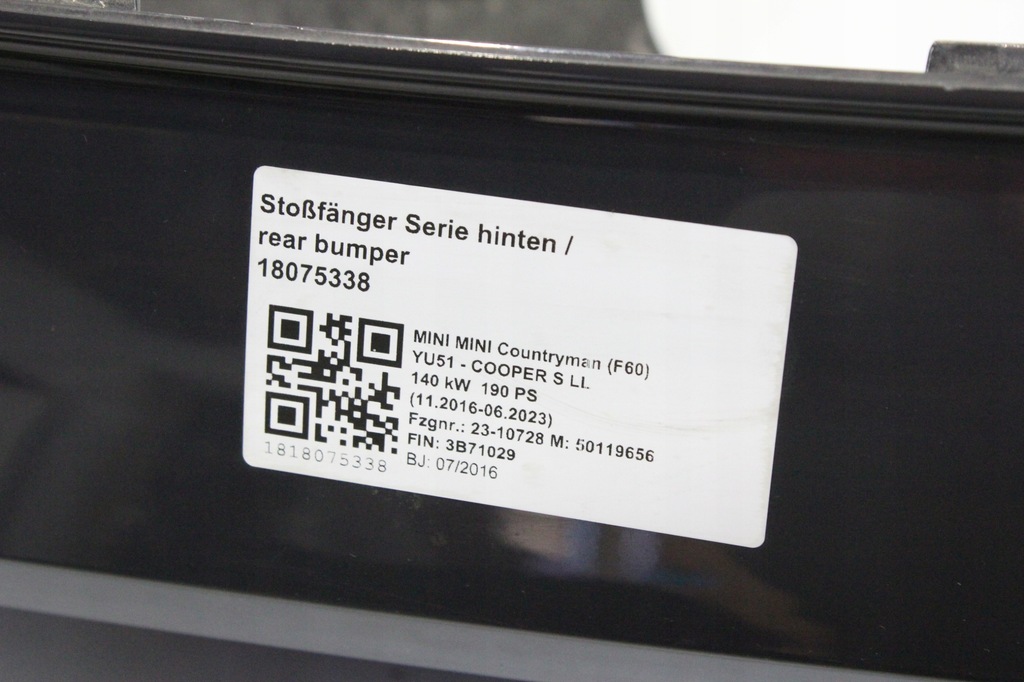 Stoßfänger Serie hinten /
rear bumper
18075338
MINI MINI Countryman (F60)
YU51 - COOPER S LL
140 kW 190 PS
(11.2016-06.2023)
Fzgnr.: 23-10728 M: 50119656
FIN: 3B71029
BJ: 07/2016
1818075338